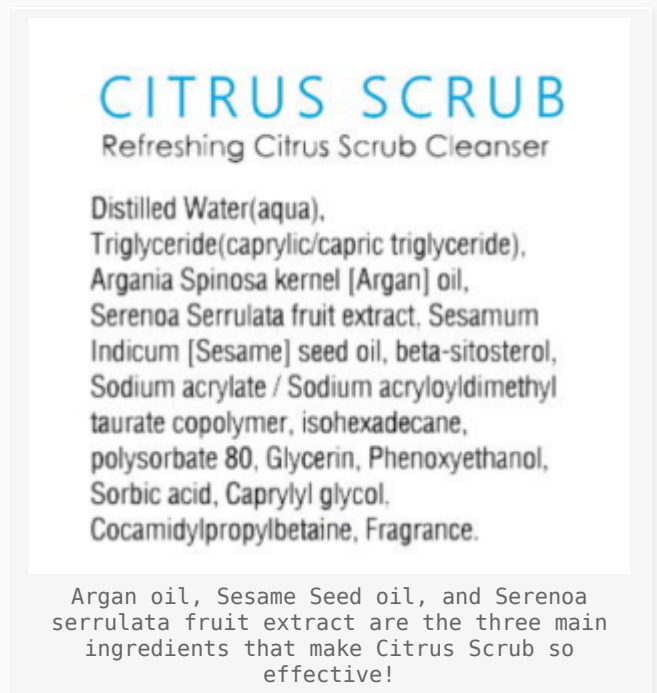 CITRUS SCRUB
Refreshing Citrus Scrub Cleanser
Distilled Water(aqua),
Triglyceride(caprylic/capric triglyceride),
Argania Spinosa kernel [Argan] oil,
Serenoa Serrulata fruit extract, Sesamum
Indicum [Sesame] seed oil, beta-sitosterol,
Sodium acrylate / Sodium acryloyldimethyl
taurate copolymer, isohexadecane,
polysorbate 80, Glycerin, Phenoxyethanol,
Sorbic acid, Caprylyl glycol,
Cocamidylpropylbetaine, Fragrance.
Argan oil, Sesame Seed oil, and Serenoa
serrulata fruit extract are the three main
ingredients that make Citrus Scrub so
effective!